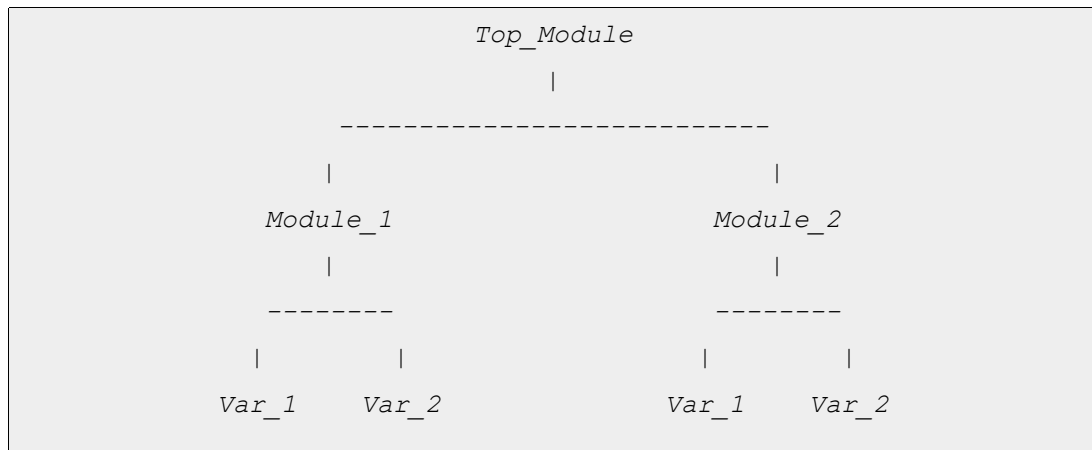 Top_Module
|
---------------------------
| |
Module_1 Module_2
| |
-------- --------
| | | |
Var_1 Var_2 Var_1 Var_2